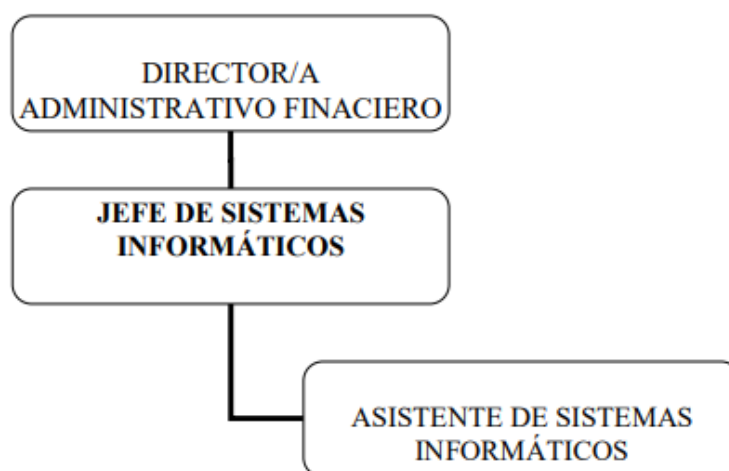 DIRECTOR/A
ADMINISTRATIVO FINACIERO
JEFE DE SISTEMAS
INFORMÁTICOS
ASISTENTE DE SISTEMAS
INFORMÁTICOS